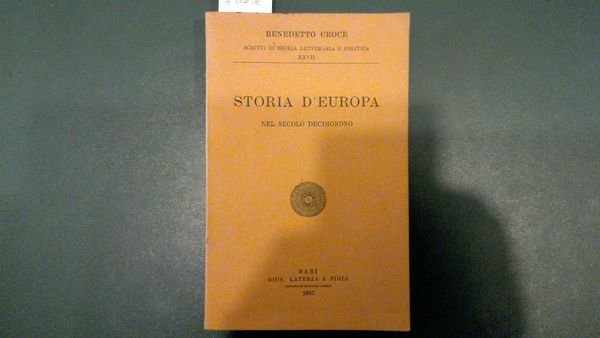 BENEDETTO CROCE
SCRITTI DI STORIA LETTERARIA E POLITICA
XXVII
STORIA D'EUROPA
NEL SECOLO DECIMONONO
BARI
GIUS. LATERZA & FIGLI